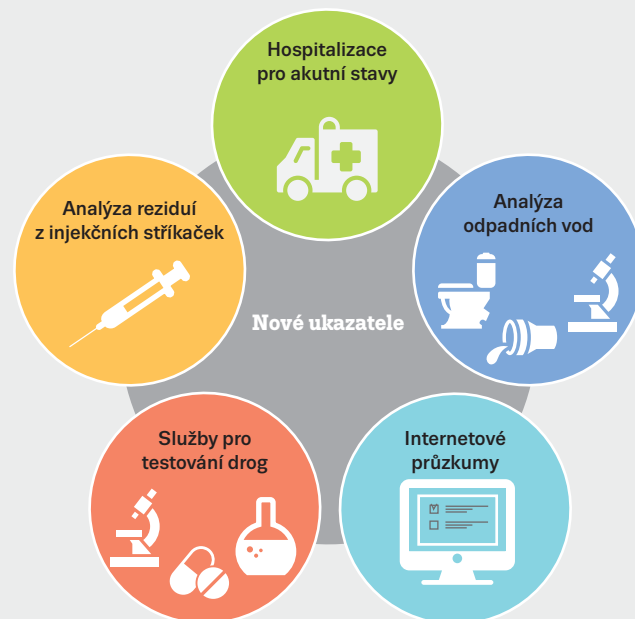 Hospitalizace
pro akutní stavy
Analýza reziduí
z injekčních stříkaček
Analýza
odpadních vod
Nové ukazatele
Služby pro
testování drog
Internetové
průzkumy